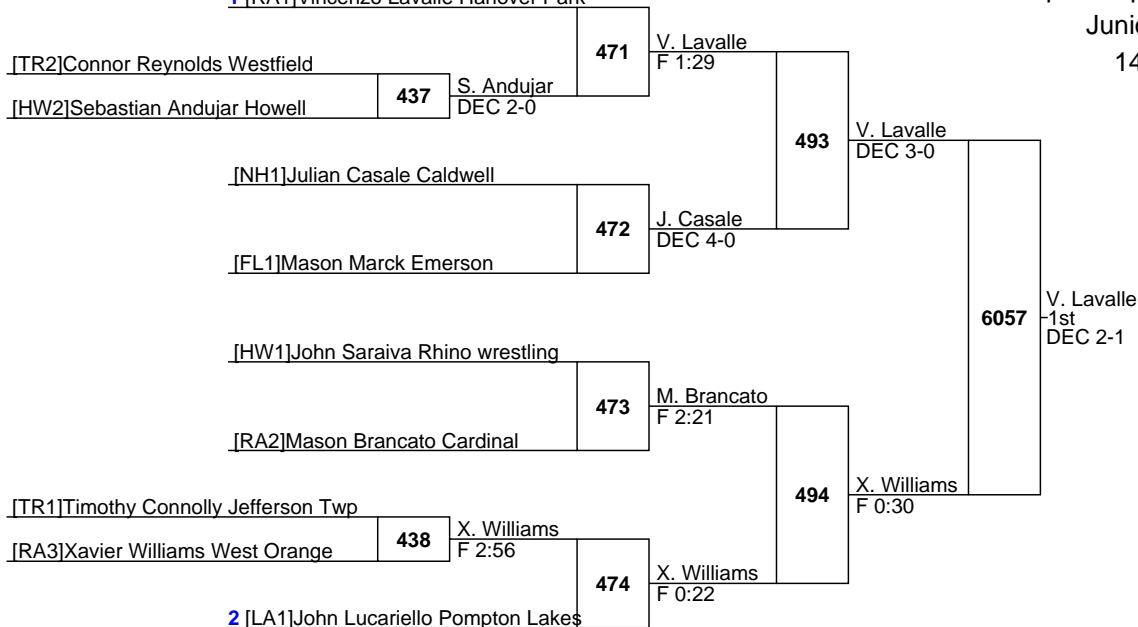 1 [RA1]Vincenzo Lavalle Hanover Park
Junio
14
[TR2]Connor Reynolds Westfield
[HW2]Sebastian Andujar Howell
437
S. Andujar
DEC 2-0
471
V. Lavalle
F 1:29
[NH1]Julian Casale Caldwell
[FL1]Mason Marck Emerson
472
J. Casale
DEC 4-0
493
V. Lavalle
DEC 3-0
[HW1]John Saraiva Rhino wrestling
[RA2]Mason Brancato Cardinal
473
M. Brancato
F 2:21
[TR1]Timothy Connolly Jefferson Twp
[RA3]Xavier Williams West Orange
438
X. Williams
F 2:56
2 [LA1]John Lucariello Pompton Lakes
474
X. Williams
F 0:22
494
X. Williams
F 0:30
6057
V. Lavalle
1st
DEC 2-1